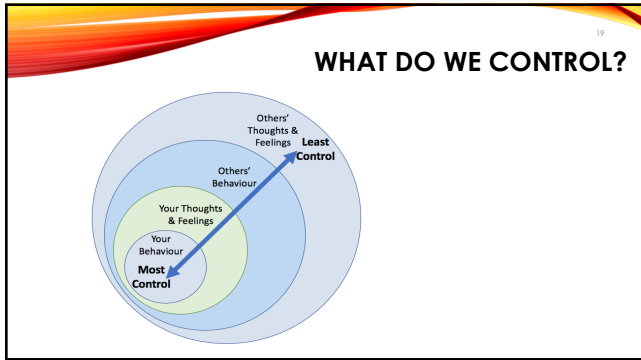 19
WHAT DO WE CONTROL?
Others'
Thoughts &
Feelings
Least
Control
Others'
Behaviour
Your Thoughts
& Feelings
Your
Behaviour
Most
Control